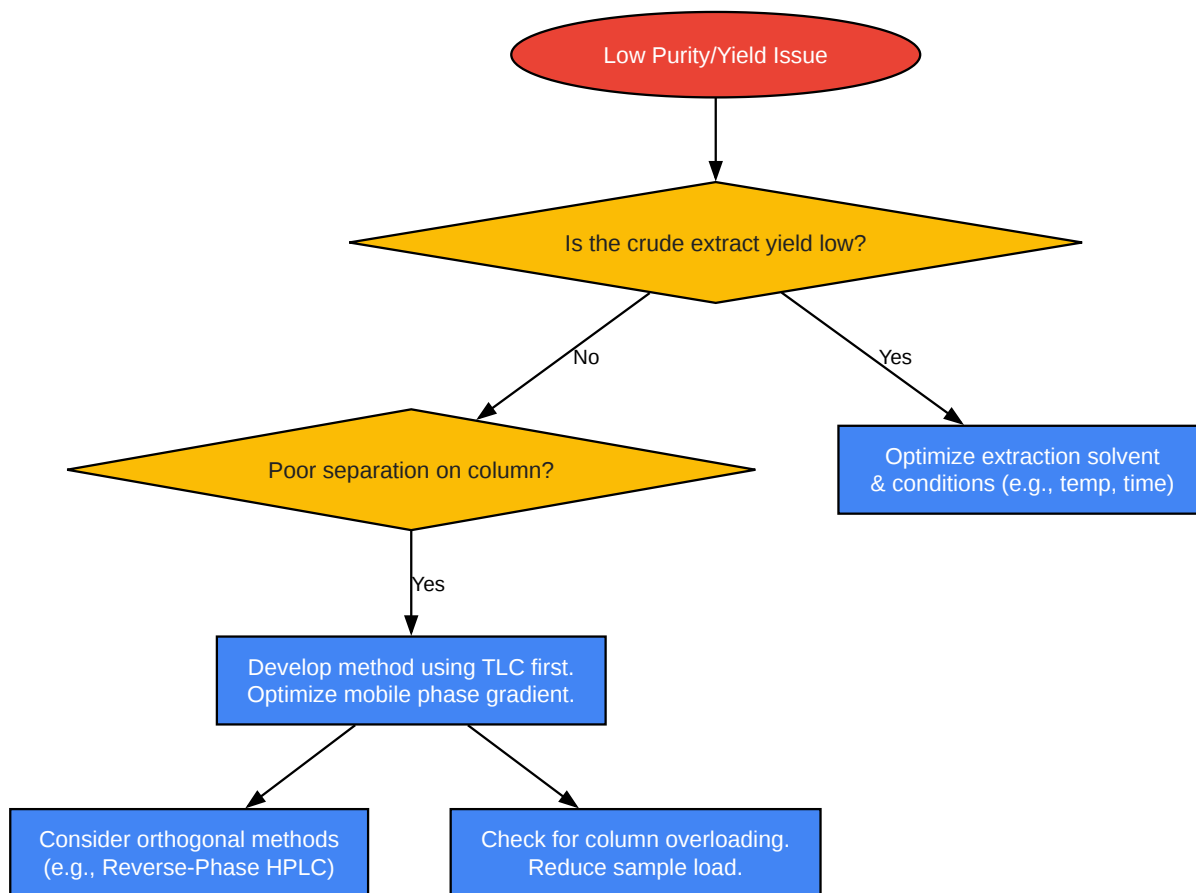 Low Purity/Yield Issue
Is the crude extract yield low?
No
Yes
Poor separation on column?
Optimize extraction solvent
& conditions (e.g., temp, time)
Yes
Develop method using TLC first.
Optimize mobile phase gradient.
Consider orthogonal methods
(e.g., Reverse-Phase HPLC)
Check for column overloading.
Reduce sample load.